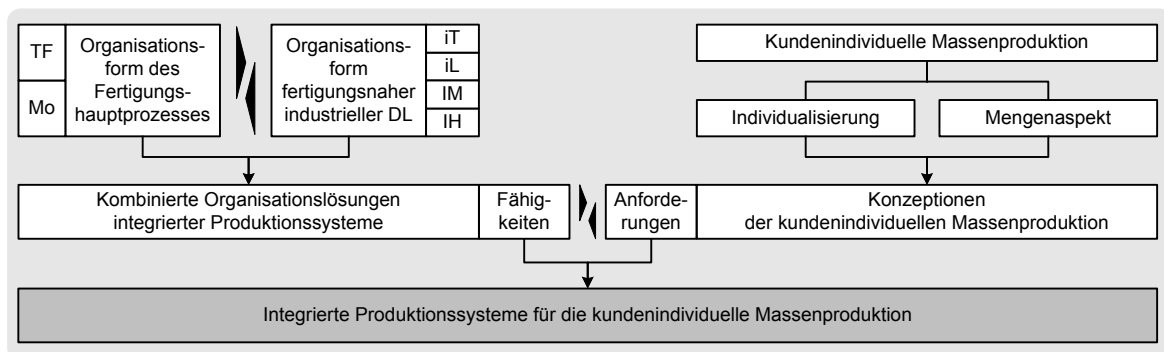 TF
Mo
Organisations-
form des
Fertigungs-
hauptprozesses
Organisations-
form
fertigungsnaher
industrieller DL
iT
iL
IM
IH
Kundenindividuelle Massenproduktion
Individualisierung
Mengenaspekt
Kombinierte Organisationslösungen
integrierter Produktionssysteme
Fähig-
keiten
Anforde-
rungen
Konzeptionen
der kundenindividuellen Massenproduktion
Integrierte Produktionssysteme für die kundenindividuelle Massenproduktion